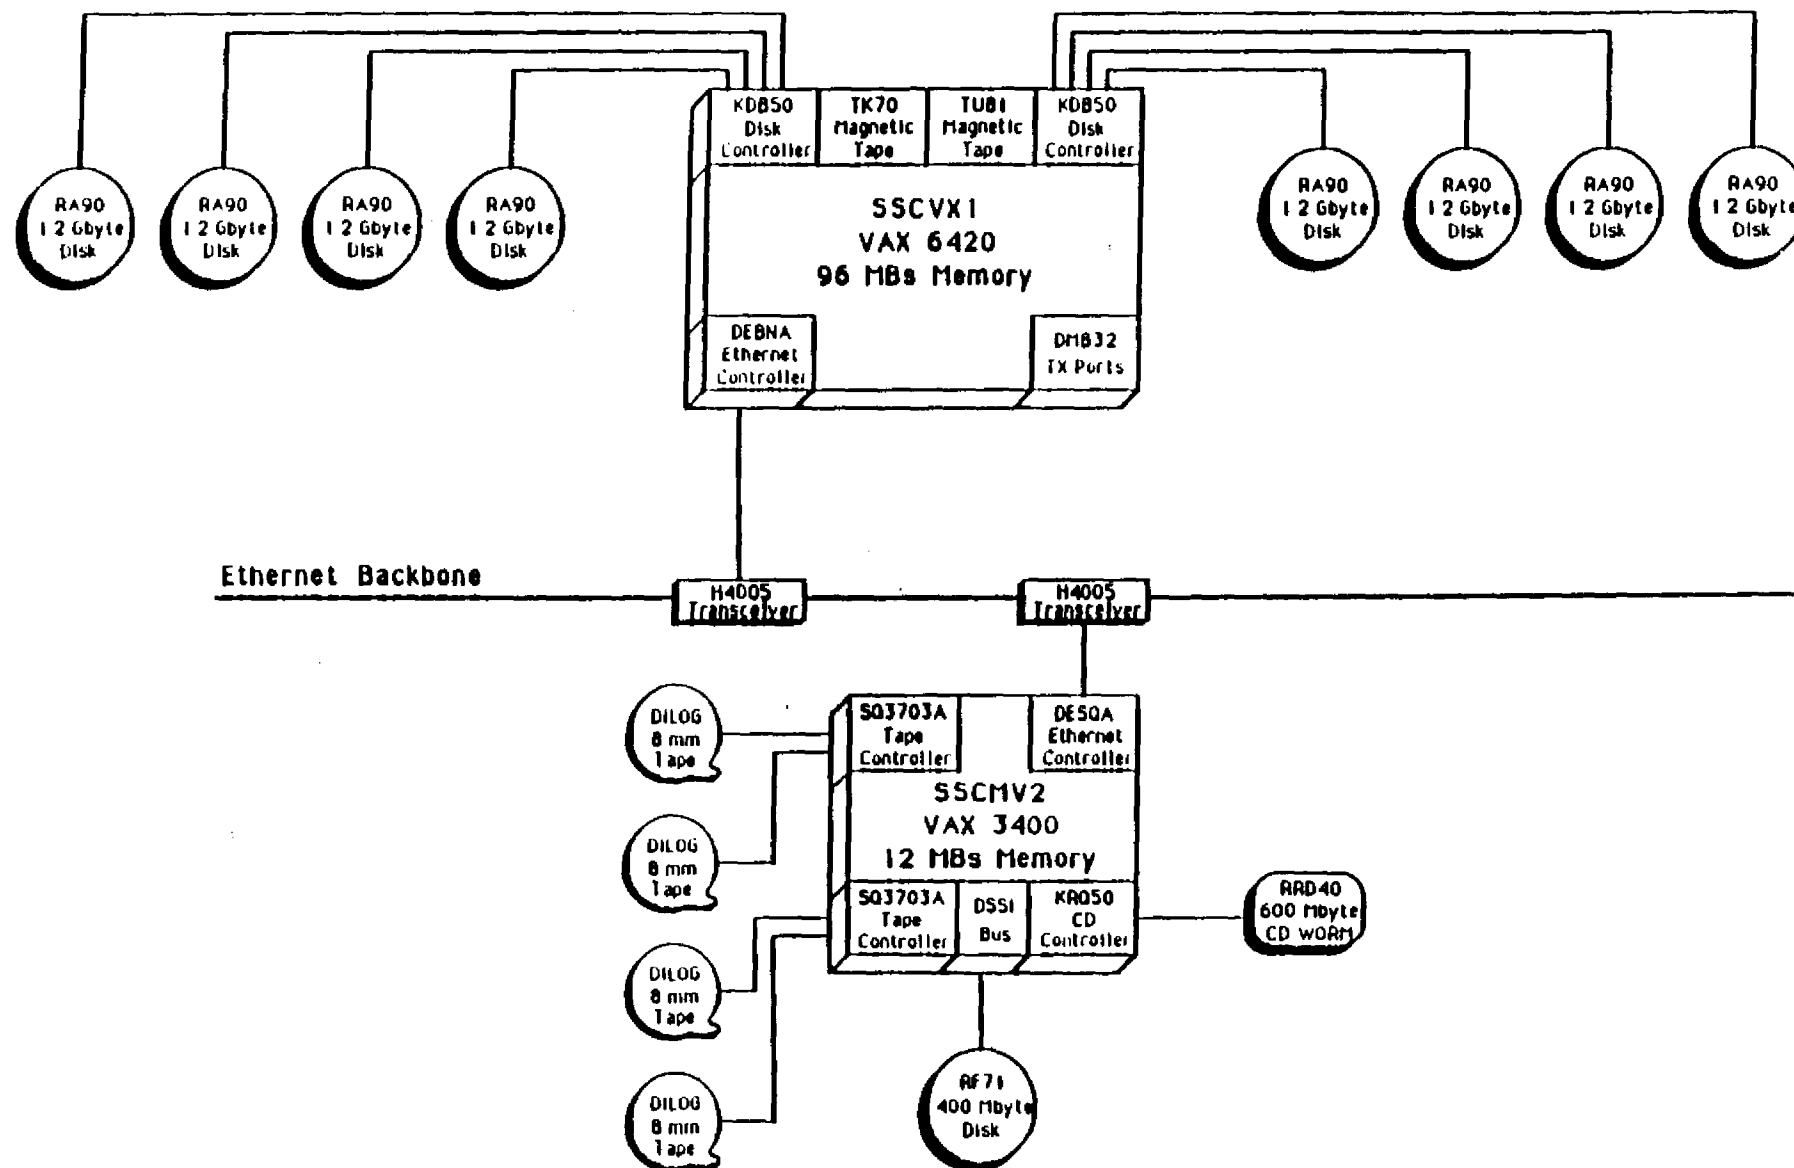 KDB50
Disk
Controller
TK70
Magnetic
Tape
TU81
Magnetic
Tape
KDB50
Disk
Controller
RA90
1 2 Gbyte
Disk
RA90
1 2 Gbyte
Disk
RA90
1 2 Gbyte
Disk
RA90
1 2 Gbyte
Disk
SSCVX1
VAX 6420
96 MBs Memory
RA90
1 2 Gbyte
Disk
RA90
1 2 Gbyte
Disk
RA90
1 2 Gbyte
Disk
RA90
1 2 Gbyte
Disk
DEBNA
Ethernet
Controller
DMB32
TX Ports
Ethernet Backbone
H4005
Transceiver
H4005
Transceiver
DILOG
8 mm
Tape
SQ3703A
Tape
Controller
DESQA
Ethernet
Controller
SSCMV2
VAX 3400
12 MBs Memory
DILOG
8 mm
Tape
SQ3703A
Tape
Controller
DSSI
Bus
KRQ50
CD
Controller
RRD40
600 Mbyte
CD WORM
DILOG
8 mm
Tape
DILOG
8 mm
Tape
RF71
400 Mbyte
Disk